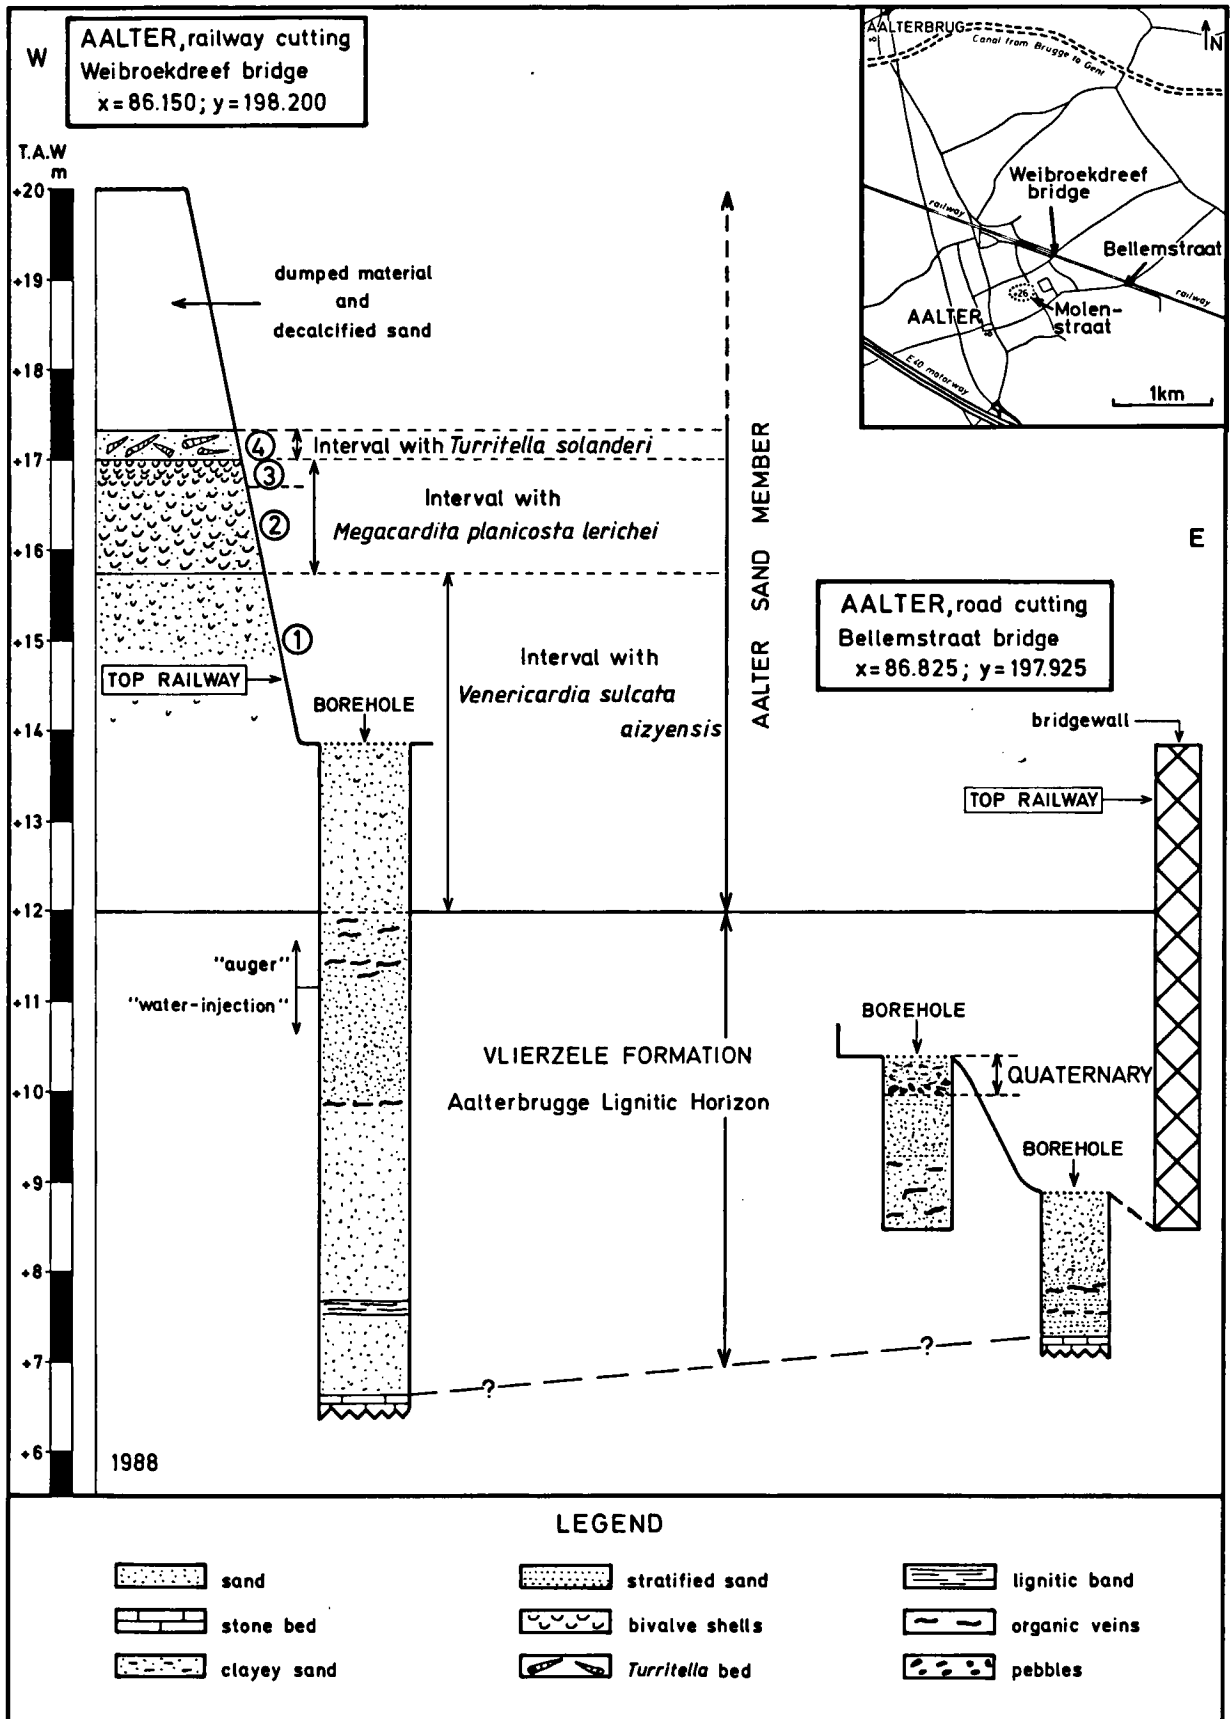 W
AALTER, railway cutting
Weibroekdreef bridge
x=86.150; y=198.200
T.A.W
m
+20
+19
+18
+17
+16
+15
+14
+13
+12
+11
+10
+9
+8
+7
+6
dumped material
and
decalcified sand
4
Interval with Turritella solanderi
3
2
Interval with
Megacardita planicosta lerichei
1
Interval with
Venericardia sulcata
aizyensis
TOP RAILWAY
BOREHOLE
AALTER SAND MEMBER
"auger"
"water-injection"
VLIERZELE FORMATION
Aalterbrugge Lignitic Horizon
?
?
1988
AALTERBRUG
Canal from Brugge to Gent
N
Weibroekdreef
bridge
railway
Bellemstraat
railway
26
AALTER
Molen-
straat
E40 motorway
1km
E
AALTER, road cutting
Bellemstraat bridge
x=86.825; y=197.925
bridgewall
TOP RAILWAY
BOREHOLE
QUATERNARY
BOREHOLE
LEGEND
sand
stone bed
clayey sand
stratified sand
bivalve shells
Turritella bed
lignitic band
organic veins
pebbles